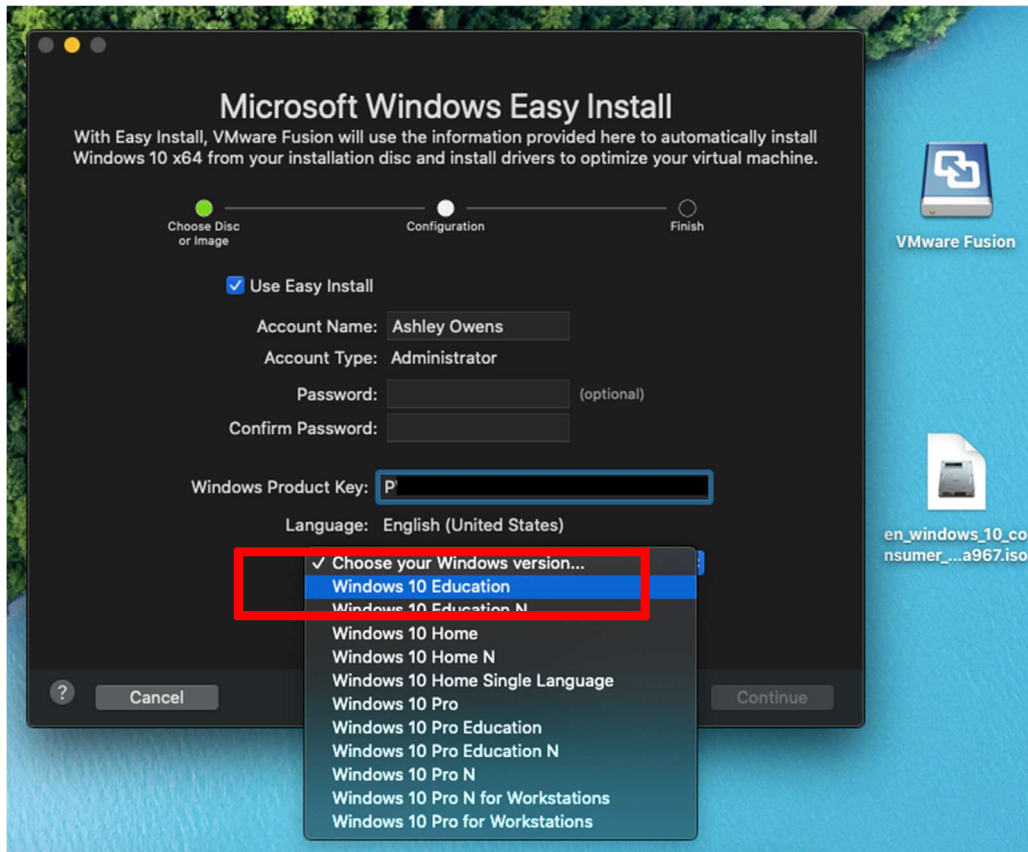 Microsoft Windows Easy Install
With Easy Install, VMware Fusion will use the information provided here to automatically install
Windows 10 x64 from your installation disc and install drivers to optimize your virtual machine.
Choose Disc
or Image
Configuration
Finish
Use Easy Install
Account Name: Ashley Owens
Account Type: Administrator
Password: (optional)
Confirm Password:
Windows Product Key: P
Language: English (United States)
✓ Choose your Windows version...
Windows 10 Education
Windows 10 Education N
Windows 10 Home
Windows 10 Home N
Windows 10 Home Single Language
Windows 10 Pro
Windows 10 Pro Education
Windows 10 Pro Education N
Windows 10 Pro N
Windows 10 Pro N for Workstations
Windows 10 Pro for Workstations
?
Cancel
Continue
VMware Fusion
en_windows_10_co
nsumer_...a967.iso